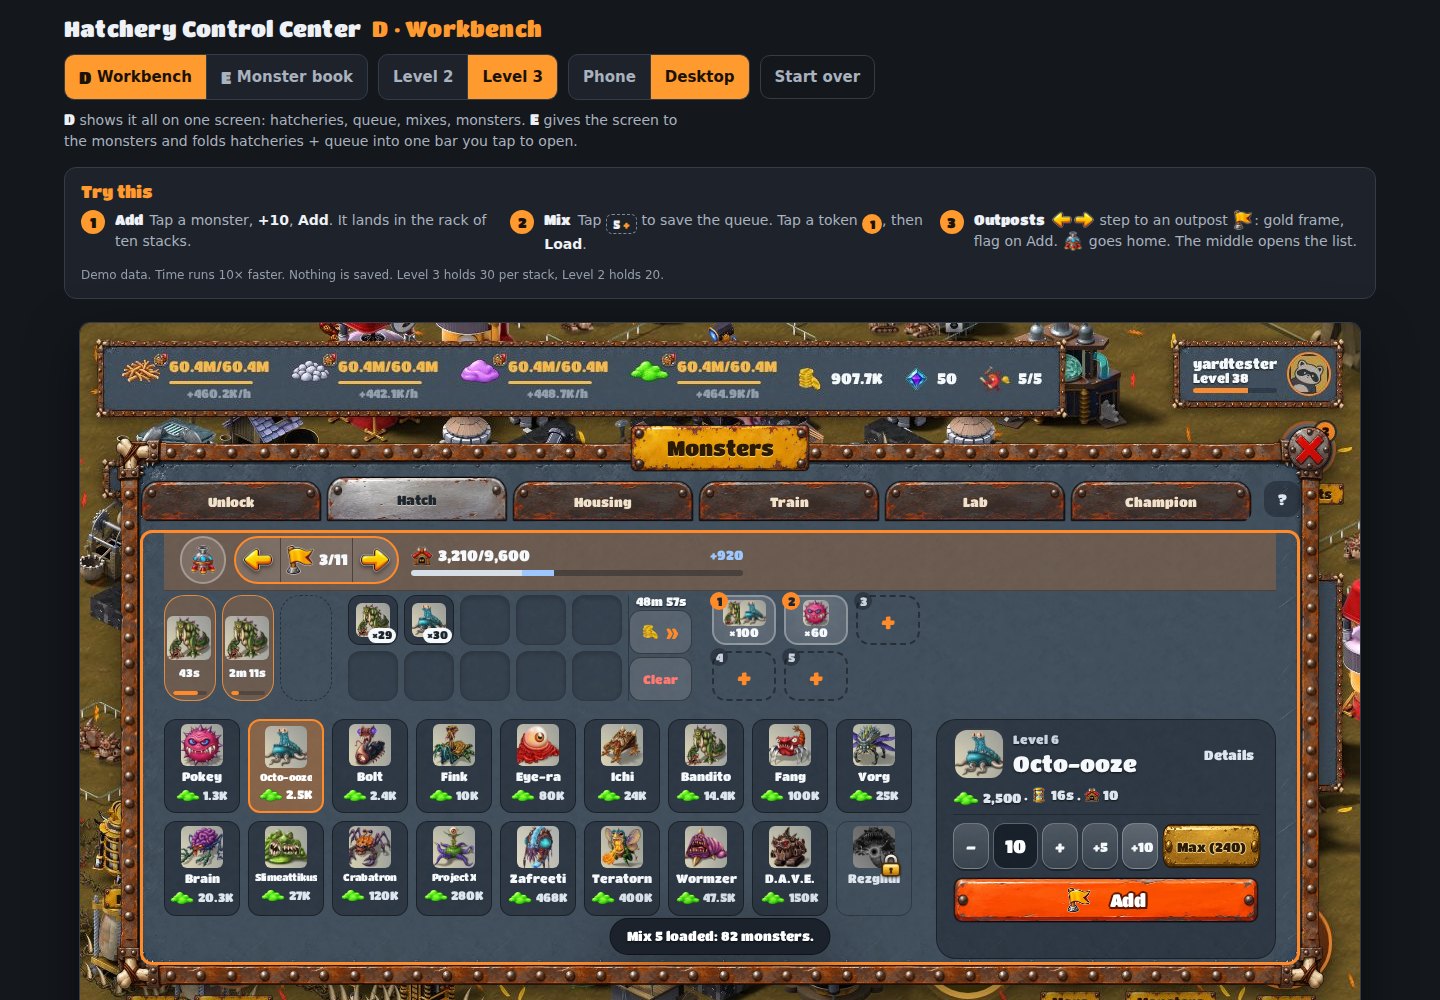 Hatchery Control Center D · Workbench
D Workbench E Monster book Level 2 Level 3 Phone Desktop Start over
D shows it all on one screen: hatcheries, queue, mixes, monsters. E gives the screen to
the monsters and folds hatcheries + queue into one bar you tap to open.
Try this
1 Add Tap a monster, +10, Add. It lands in the rack of
ten stacks.
2 Mix Tap 5 + to save the queue. Tap a token 1, then
Load.
3 Outposts step to an outpost : gold frame,
flag on Add. goes home. The middle opens the list.
Demo data. Time runs 10× faster. Nothing is saved. Level 3 holds 30 per stack, Level 2 holds 20.
60.4M/60.4M 60.4M/60.4M 60.4M/60.4M 60.4M/60.4M 907.7K 50 5/5
+460.2K/h +442.1K/h +448.7K/h +464.9K/h
yardtester
Level 38
Monsters
Unlock Hatch Housing Train Lab Champion ?
3/11 3,210/9,600 +920
43s 2m 11s
×29 ×30
48m 57s
Clear
1 ×100 2 ×60 3 +
4 + 5 +
Pokey Octo-ooze Bolt Fink Eye-ra Ichi Bandito Fang Vorg
1.3K 2.5K 2.4K 10K 80K 24K 14.4K 100K 25K
Brain Slimeattikus Crabatron Project X Zafreeti Teratorn Wormzer D.A.V.E. Rezghul
20.3K 27K 120K 280K 468K 400K 47.5K 150K
Level 6
Octo-ooze
Details
2,500 · 16s · 10
- 10 + +5 +10 Max (240)
Add
Mix 5 loaded: 82 monsters.